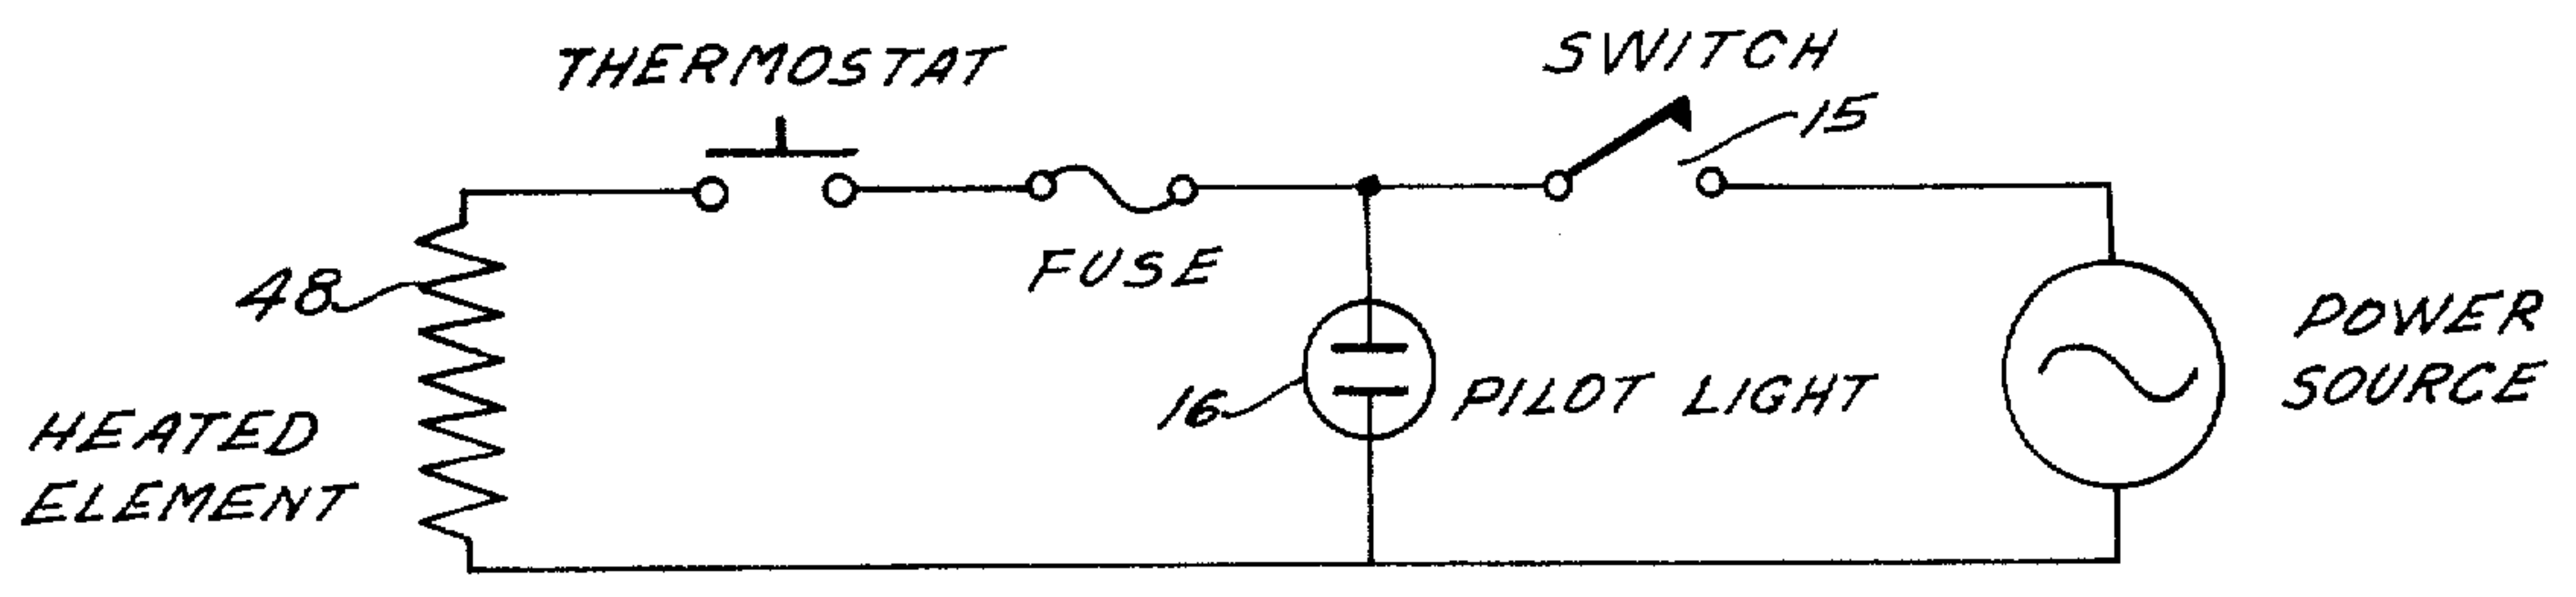 THERMOSTAT
SWITCH
15
FUSE
48
POWER
SOURCE
16
PILOT LIGHT
HEATED
ELEMENT